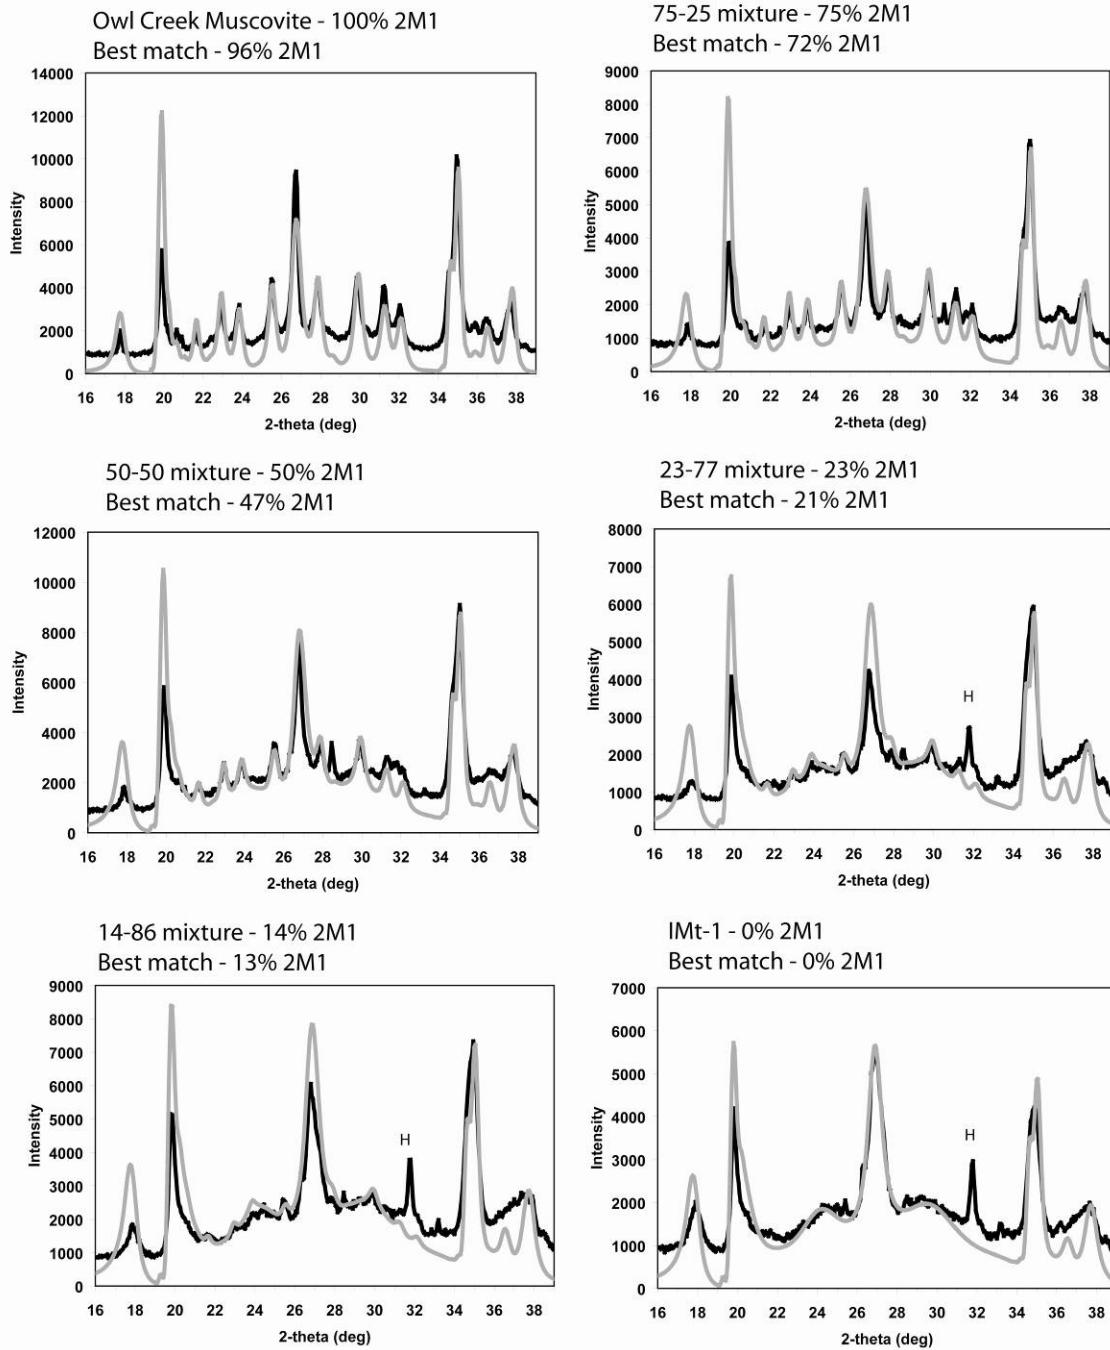 Owl Creek Muscovite - 100% 2M1
Best match - 96% 2M1
14000
12000
10000
8000
6000
4000
2000
0
Intensity
16 18 20 22 24 26 28 30 32 34 36 38
2-theta (deg)
75-25 mixture - 75% 2M1
Best match - 72% 2M1
9000
8000
7000
6000
5000
4000
3000
2000
1000
0
Intensity
16 18 20 22 24 26 28 30 32 34 36 38
2-theta (deg)
50-50 mixture - 50% 2M1
Best match - 47% 2M1
12000
10000
8000
6000
4000
2000
0
Intensity
16 18 20 22 24 26 28 30 32 34 36 38
2-theta (deg)
23-77 mixture - 23% 2M1
Best match - 21% 2M1
8000
7000
6000
5000
4000
3000
2000
1000
0
Intensity
H
16 18 20 22 24 26 28 30 32 34 36 38
2-theta (deg)
14-86 mixture - 14% 2M1
Best match - 13% 2M1
9000
8000
7000
6000
5000
4000
3000
2000
1000
0
Intensity
H
16 18 20 22 24 26 28 30 32 34 36 38
2-theta (deg)
IMt-1 - 0% 2M1
Best match - 0% 2M1
7000
6000
5000
4000
3000
2000
1000
0
Intensity
H
16 18 20 22 24 26 28 30 32 34 36 38
2-theta (deg)